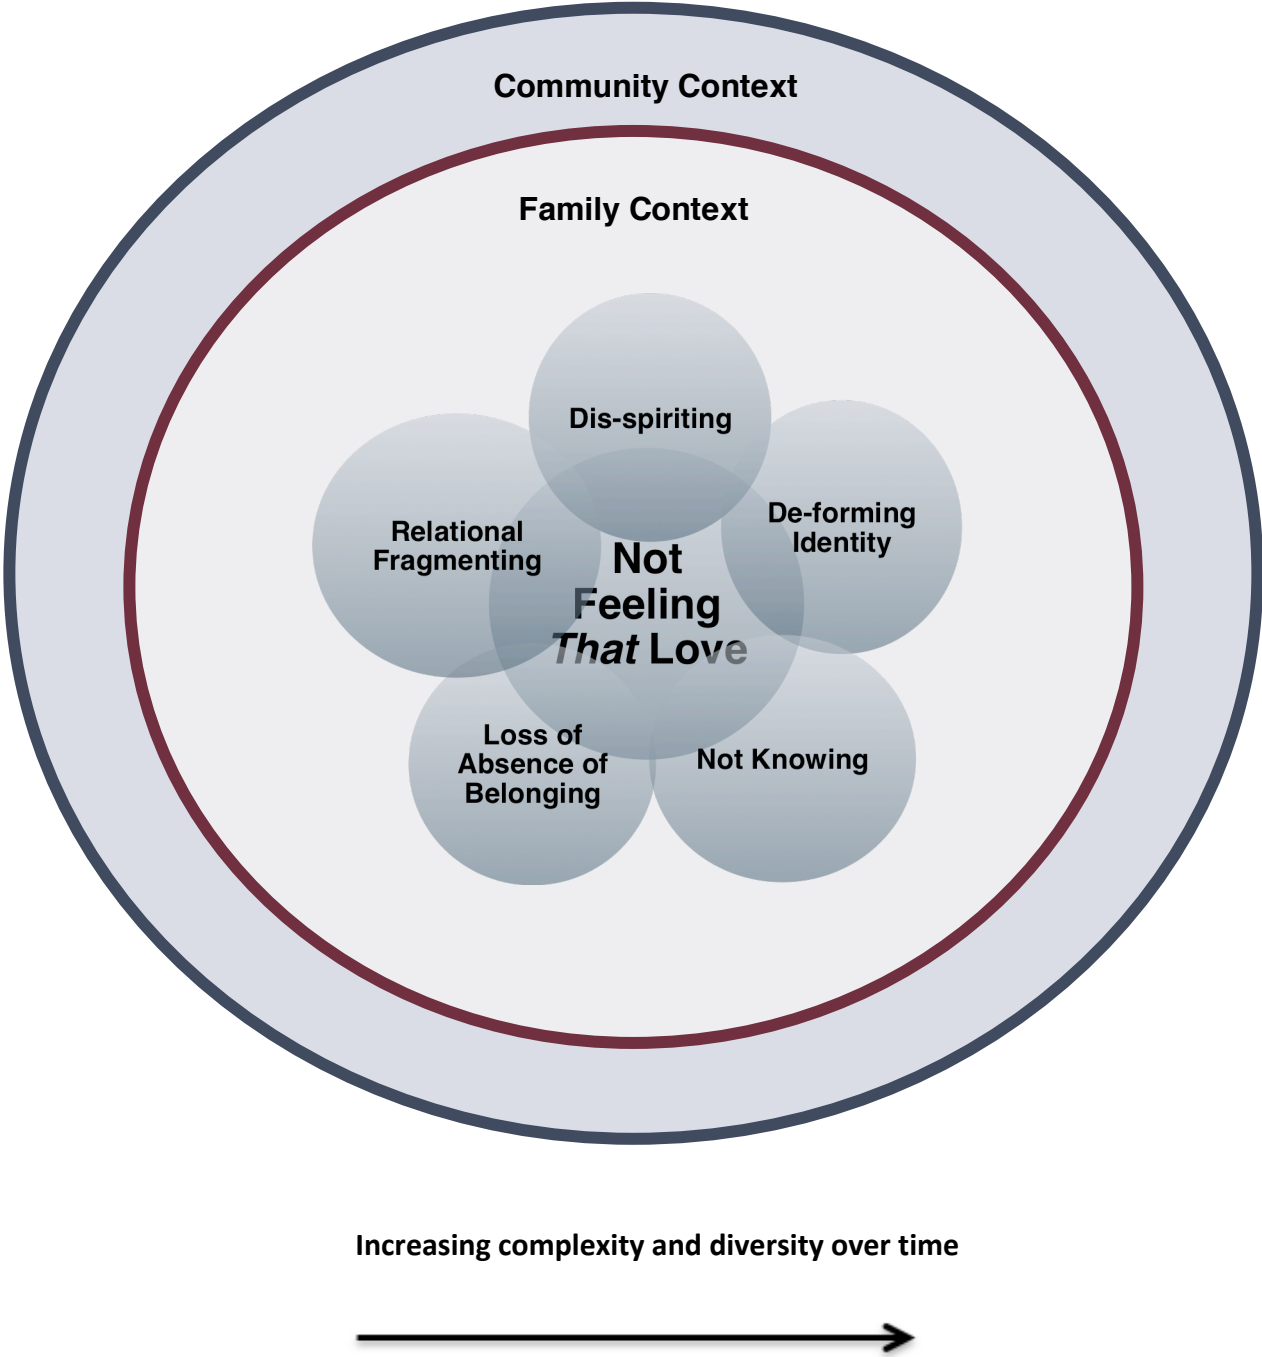 Community Context
Family Context
Dis-spiriting
De-forming
Identity
Relational
Fragmenting
Not
Feeling
That Love
Loss of
Absence of
Belonging
Not Knowing
Increasing complexity and diversity over time